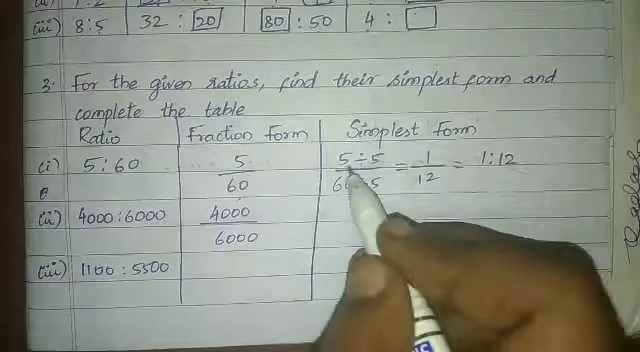 (iii) 8:5 32 : 20 80 : 50 4 :
3. For the given ratios, find their simplest form and
complete the table
Ratio Fraction form Simplest form
(i) 5:60 5/60 5÷5/60÷5 = 1/12 = 1:12
(ii) 4000:6000 4000/6000
(iii) 1100 : 5500